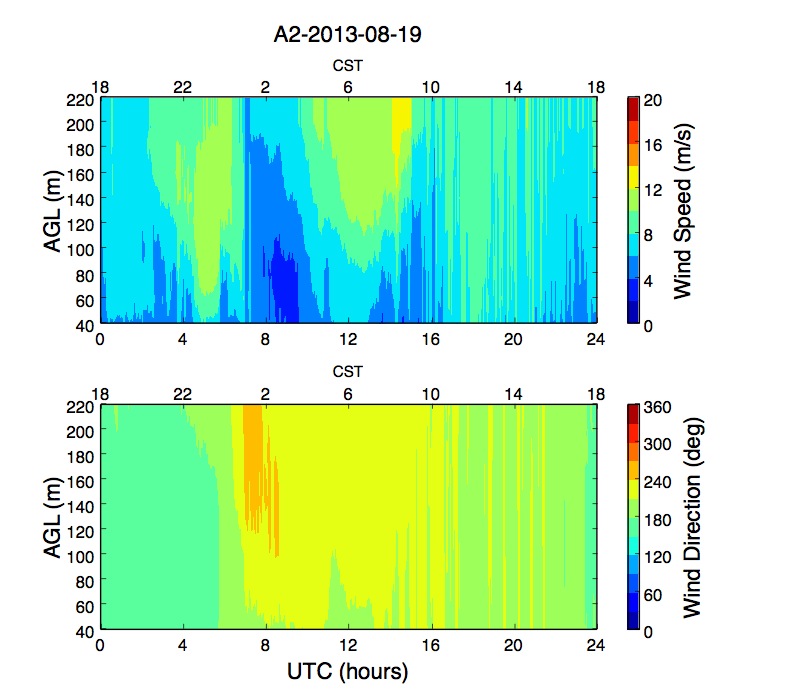 A2-2013-08-19
CST
18 22 2 6 10 14 18
220
200
180
160
140
120
100
80
60
40
AGL (m)
0 4 8 12 16 20 24
20
16
12
8
4
0
Wind Speed (m/s)
CST
18 22 2 6 10 14 18
220
200
180
160
140
120
100
80
60
40
AGL (m)
0 4 8 12 16 20 24
UTC (hours)
360
300
240
180
120
60
0
Wind Direction (deg)